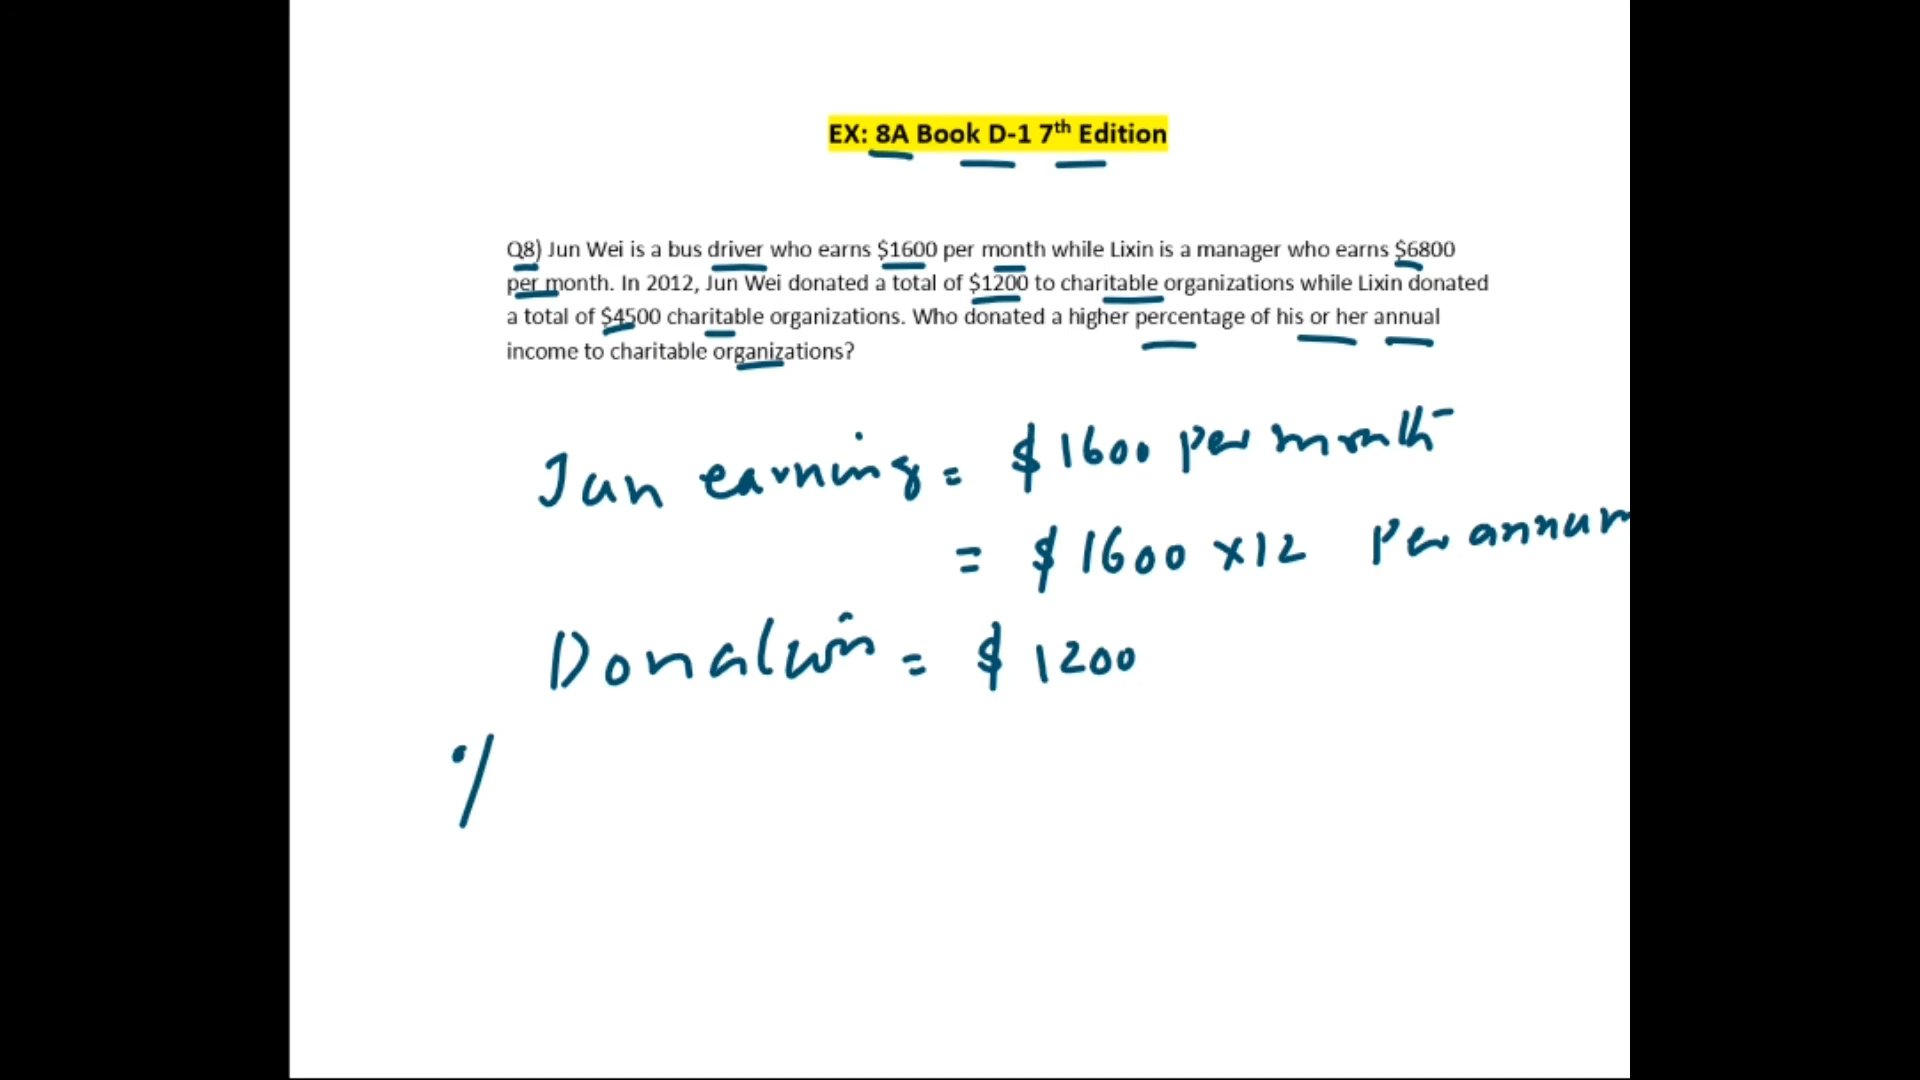 EX: 8A Book D-1 7th Edition
Q8) Jun Wei is a bus driver who earns $1600 per month while Lixin is a manager who earns $6800
per month. In 2012, Jun Wei donated a total of $1200 to charitable organizations while Lixin donated
a total of $4500 charitable organizations. Who donated a higher percentage of his or her annual
income to charitable organizations?
Jun earning = $1600 per month
= $1600 x12 Per annum
Donation = $1200